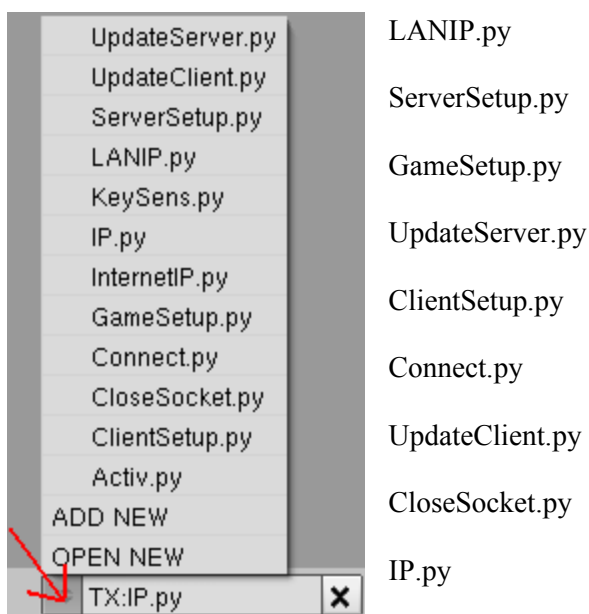 UpdateServer.py
UpdateClient.py
ServerSetup.py
LANIP.py
KeySens.py
IP.py
InternetIP.py
GameSetup.py
Connect.py
CloseSocket.py
ClientSetup.py
Activ.py
ADD NEW
OPEN NEW
TX:IP.py
LANIP.py
ServerSetup.py
GameSetup.py
UpdateServer.py
ClientSetup.py
Connect.py
UpdateClient.py
CloseSocket.py
IP.py